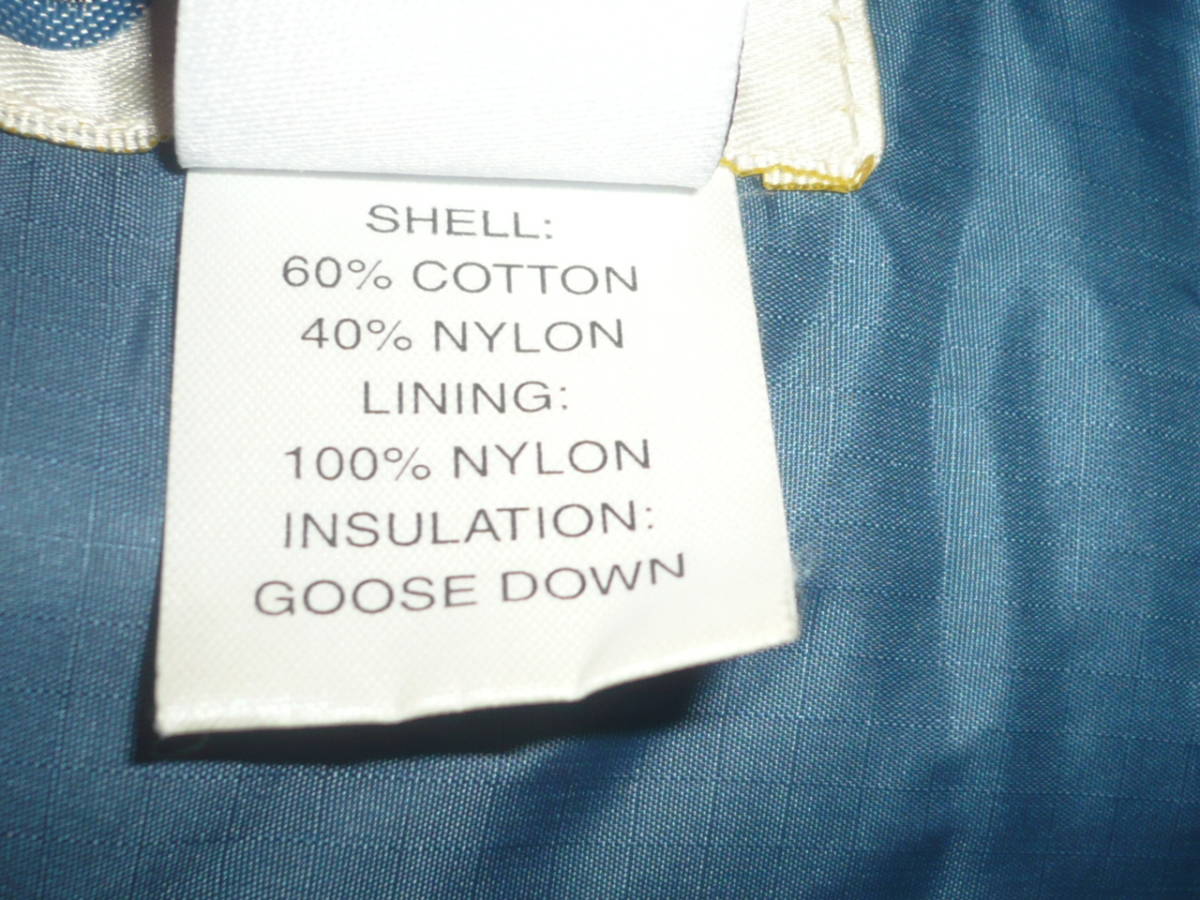 SHELL:
60% COTTON
40% NYLON
LINING:
100% NYLON
INSULATION:
GOOSE DOWN